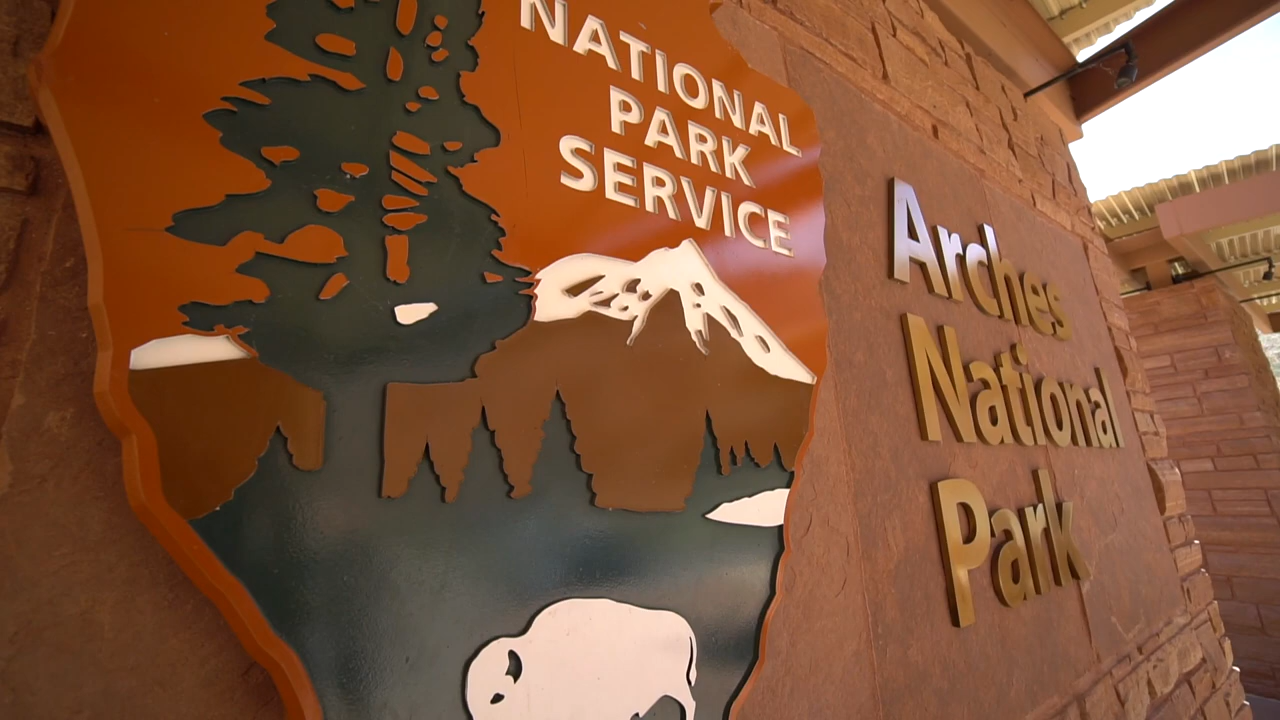 NATIONAL
PARK
SERVICE
Arches
National
Park